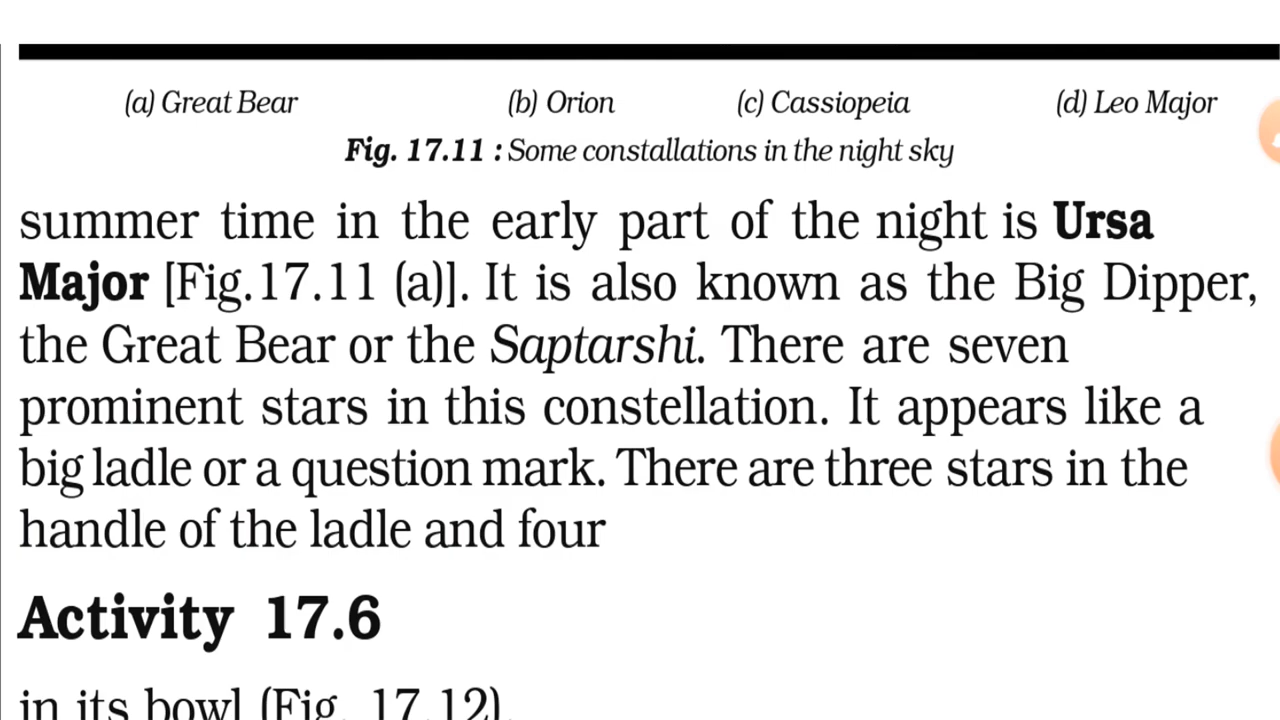 (a) Great Bear (b) Orion (c) Cassiopeia (d) Leo Major
Fig. 17.11 : Some constallations in the night sky
summer time in the early part of the night is Ursa
Major [Fig.17.11 (a)]. It is also known as the Big Dipper,
the Great Bear or the Saptarshi. There are seven
prominent stars in this constellation. It appears like a
big ladle or a question mark. There are three stars in the
handle of the ladle and four
Activity 17.6
in its bowl (Fig. 17.12).